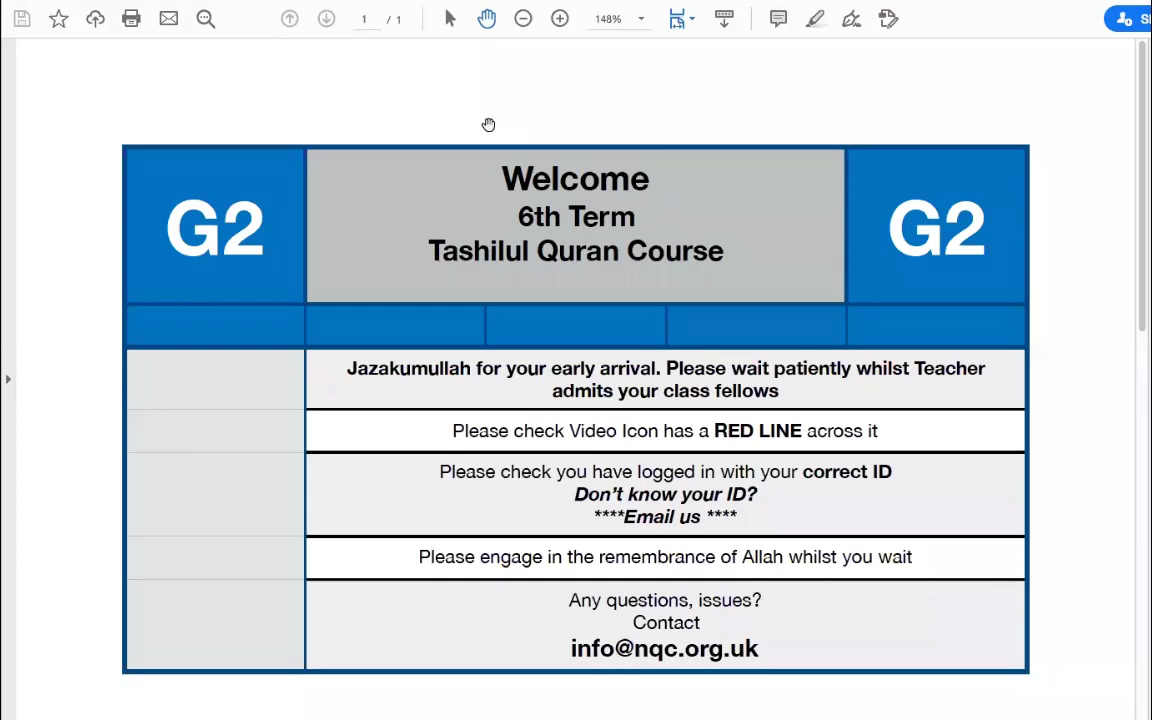 1 / 1
148%
G2
Welcome
6th Term
Tashilul Quran Course
G2
Jazakumullah for your early arrival. Please wait patiently whilst Teacher
admits your class fellows
Please check Video Icon has a RED LINE across it
Please check you have logged in with your correct ID
Don't know your ID?
****Email us ****
Please engage in the remembrance of Allah whilst you wait
Any questions, issues?
Contact
info@nqc.org.uk